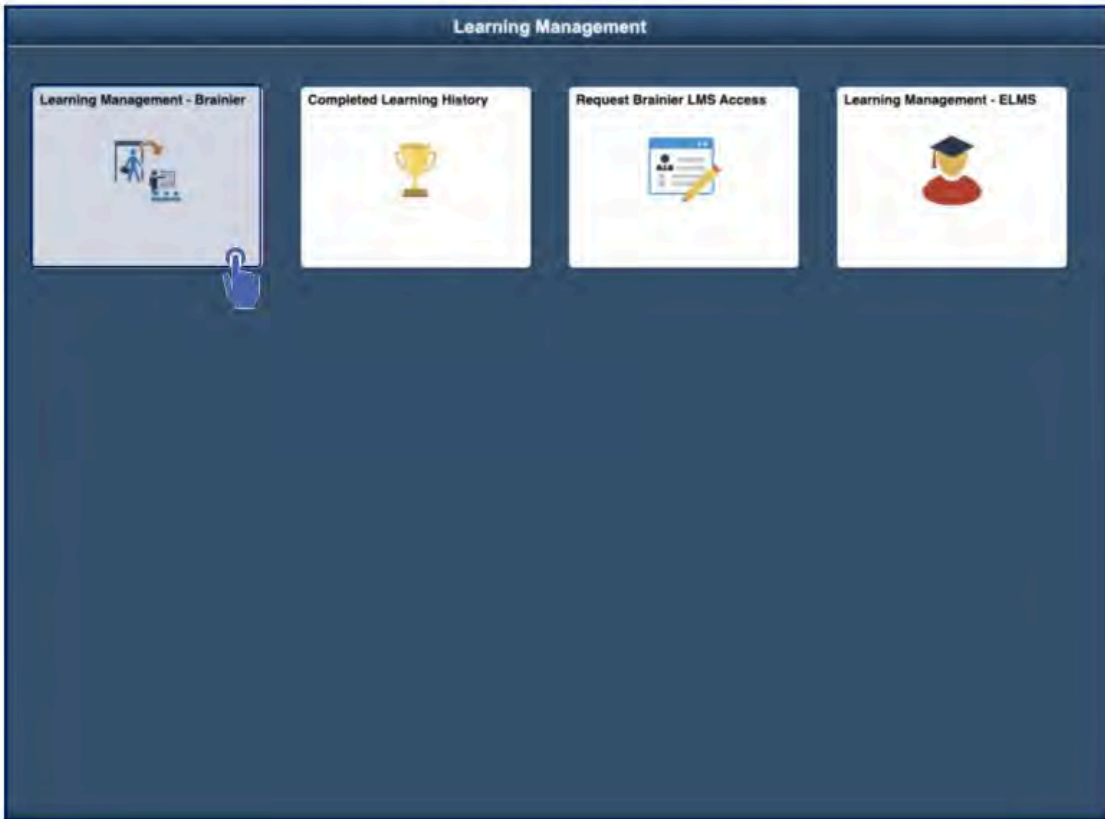 Learning Management
Learning Management - Brainier
Completed Learning History
Request Brainier LMS Access
Learning Management - ELMS